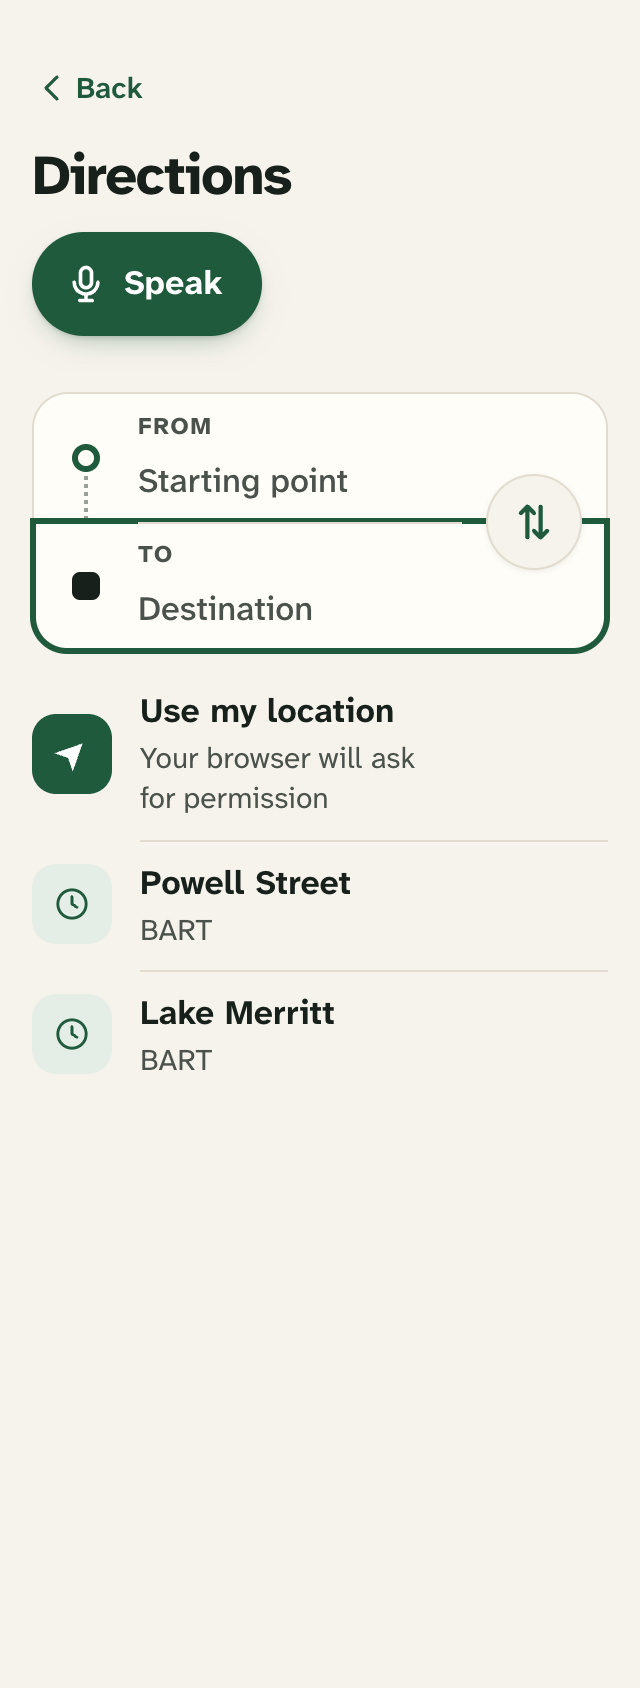 Back
Directions
Speak
FROM
Starting point
TO
Destination
Use my location
Your browser will ask
for permission
Powell Street
BART
Lake Merritt
BART